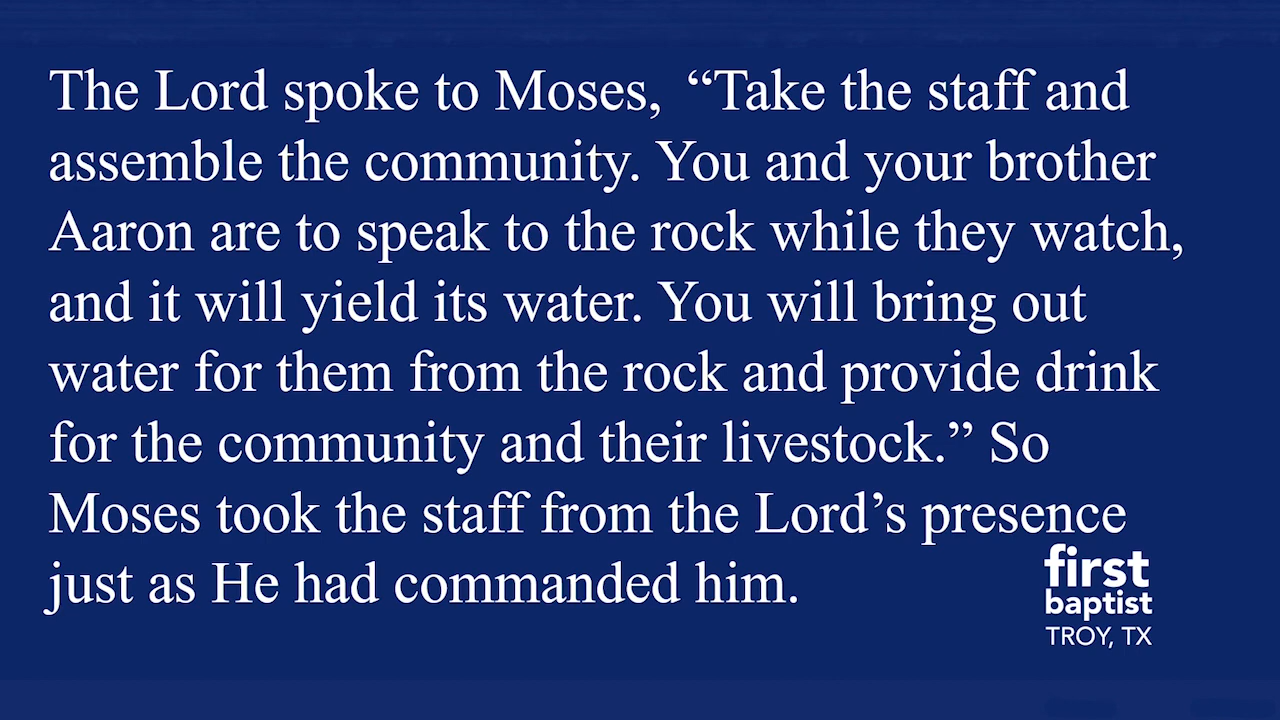 The Lord spoke to Moses,  “Take the staff and
assemble the community. You and your brother
Aaron are to speak to the rock while they watch,
and it will yield its water. You will bring out
water for them from the rock and provide drink
for the community and their livestock.” So
Moses took the staff from the Lord’s presence
just as He had commanded him.
first
baptist
TROY, TX